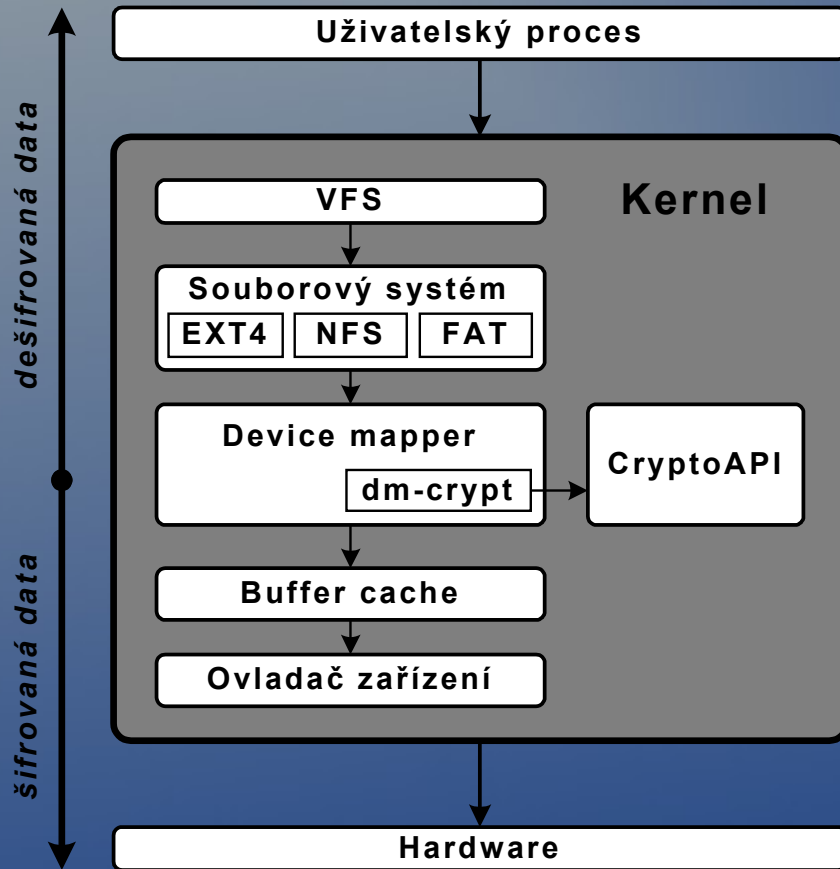 Uživatelský proces
dešifrovaná data
Kernel
VFS
Souborový systém
EXT4 NFS FAT
Device mapper
dm-crypt
CryptoAPI
Buffer cache
Ovladač zařízení
šifrovaná data
Hardware